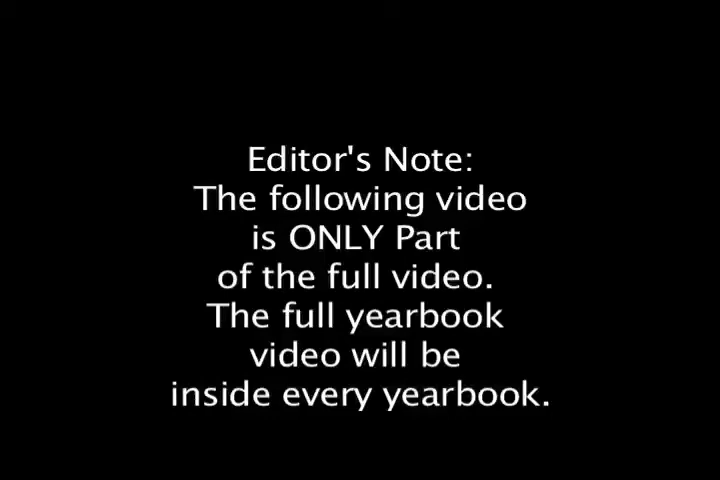 Editor's Note:
The following video
is ONLY Part
of the full video.
The full yearbook
video will be
inside every yearbook.